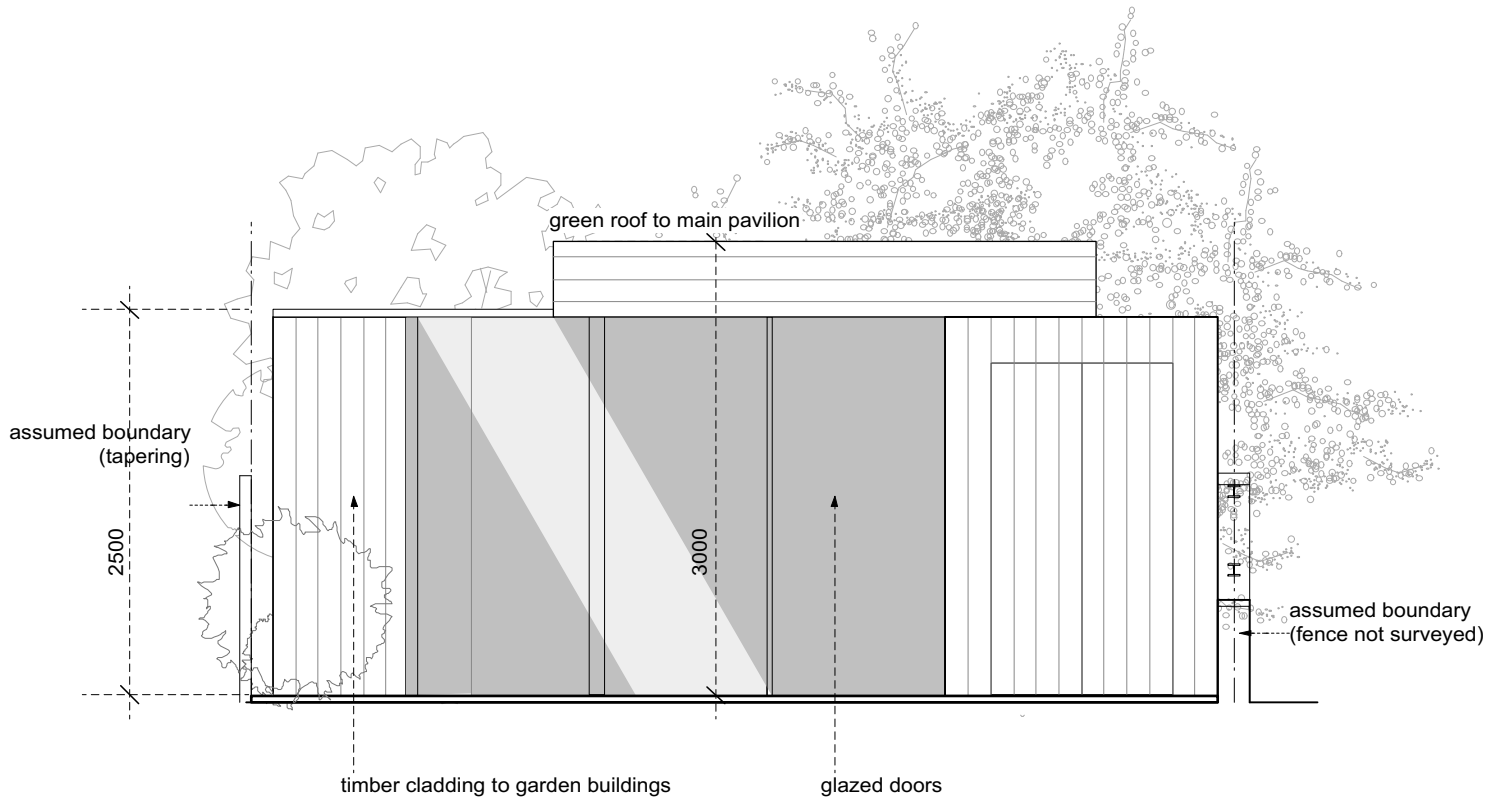 green roof to main pavilion
assumed boundary
(tapering)
2500
3000
assumed boundary
(fence not surveyed)
timber cladding to garden buildings
glazed doors